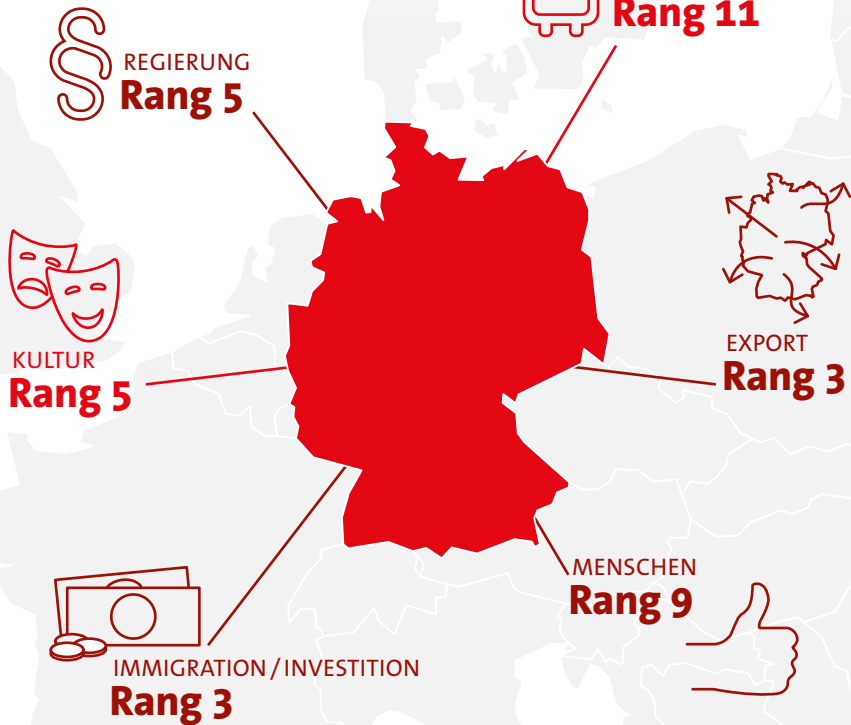 Rang 11
REGIERUNG
Rang 5
KULTUR
Rang 5
EXPORT
Rang 3
MENSCHEN
Rang 9
IMMIGRATION / INVESTITION
Rang 3